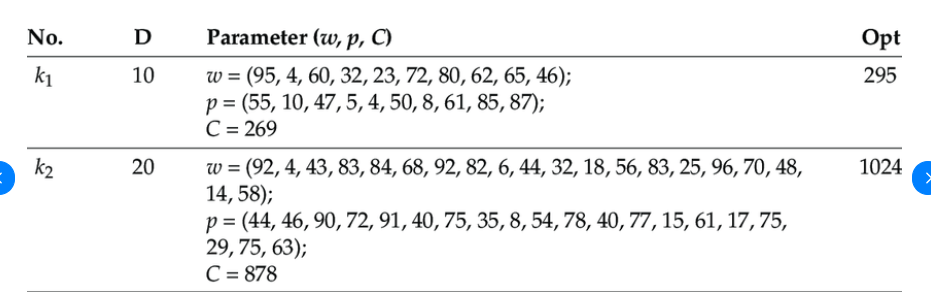 No. D Parameter (w, p, C) Opt
k1 10 w = (95, 4, 60, 32, 23, 72, 80, 62, 65, 46); 295
p = (55, 10, 47, 5, 4, 50, 8, 61, 85, 87);
C = 269
k2 20 w = (92, 4, 43, 83, 84, 68, 92, 82, 6, 44, 32, 18, 56, 83, 25, 96, 70, 48, 1024
14, 58);
p = (44, 46, 90, 72, 91, 40, 75, 35, 8, 54, 78, 40, 77, 15, 61, 17, 75,
29, 75, 63);
C = 878